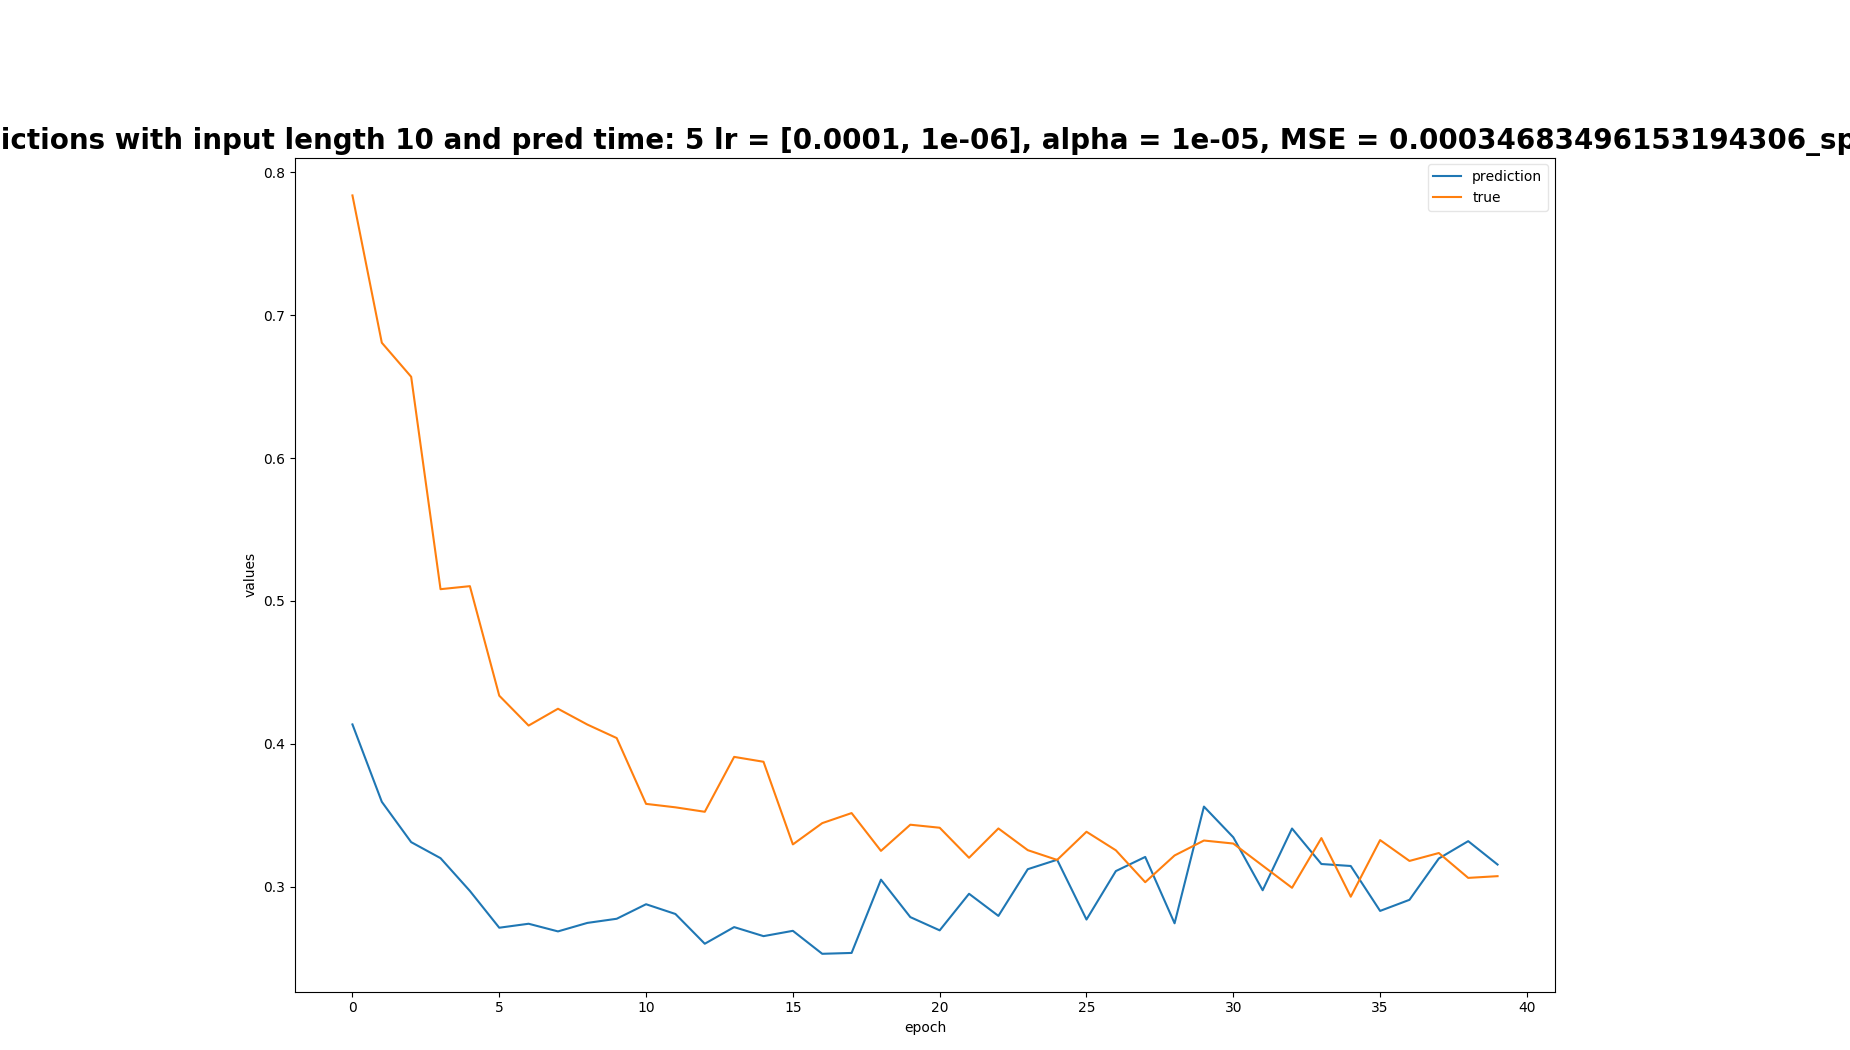 ictions with input length 10 and pred time: 5 lr = [0.0001, 1e-06], alpha = 1e-05, MSE = 0.00034683496153194306_sp
prediction
true
0.8
0.7
0.6
0.5
0.4
0.3
values
0 5 10 15 20 25 30 35 40
epoch